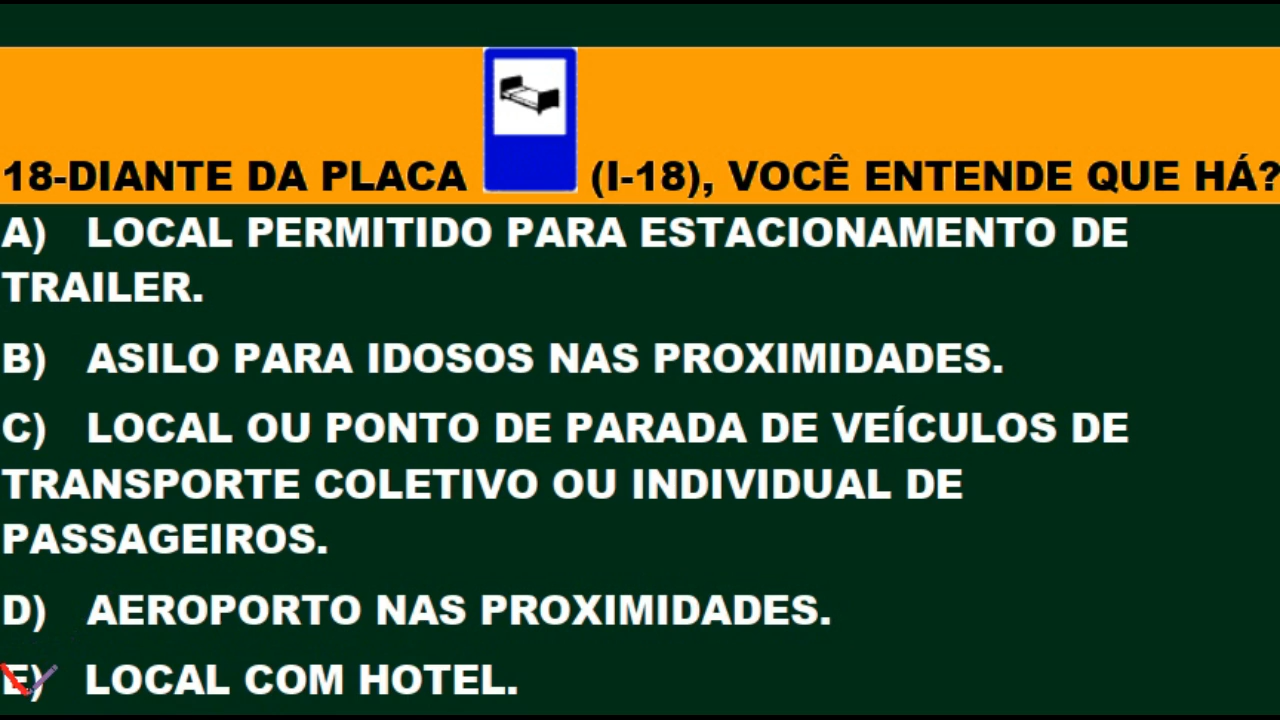 18-DIANTE DA PLACA (I-18), VOCÊ ENTENDE QUE HÁ?
A) LOCAL PERMITIDO PARA ESTACIONAMENTO DE
TRAILER.
B) ASILO PARA IDOSOS NAS PROXIMIDADES.
C) LOCAL OU PONTO DE PARADA DE VEÍCULOS DE
TRANSPORTE COLETIVO OU INDIVIDUAL DE
PASSAGEIROS.
D) AEROPORTO NAS PROXIMIDADES.
E) LOCAL COM HOTEL.